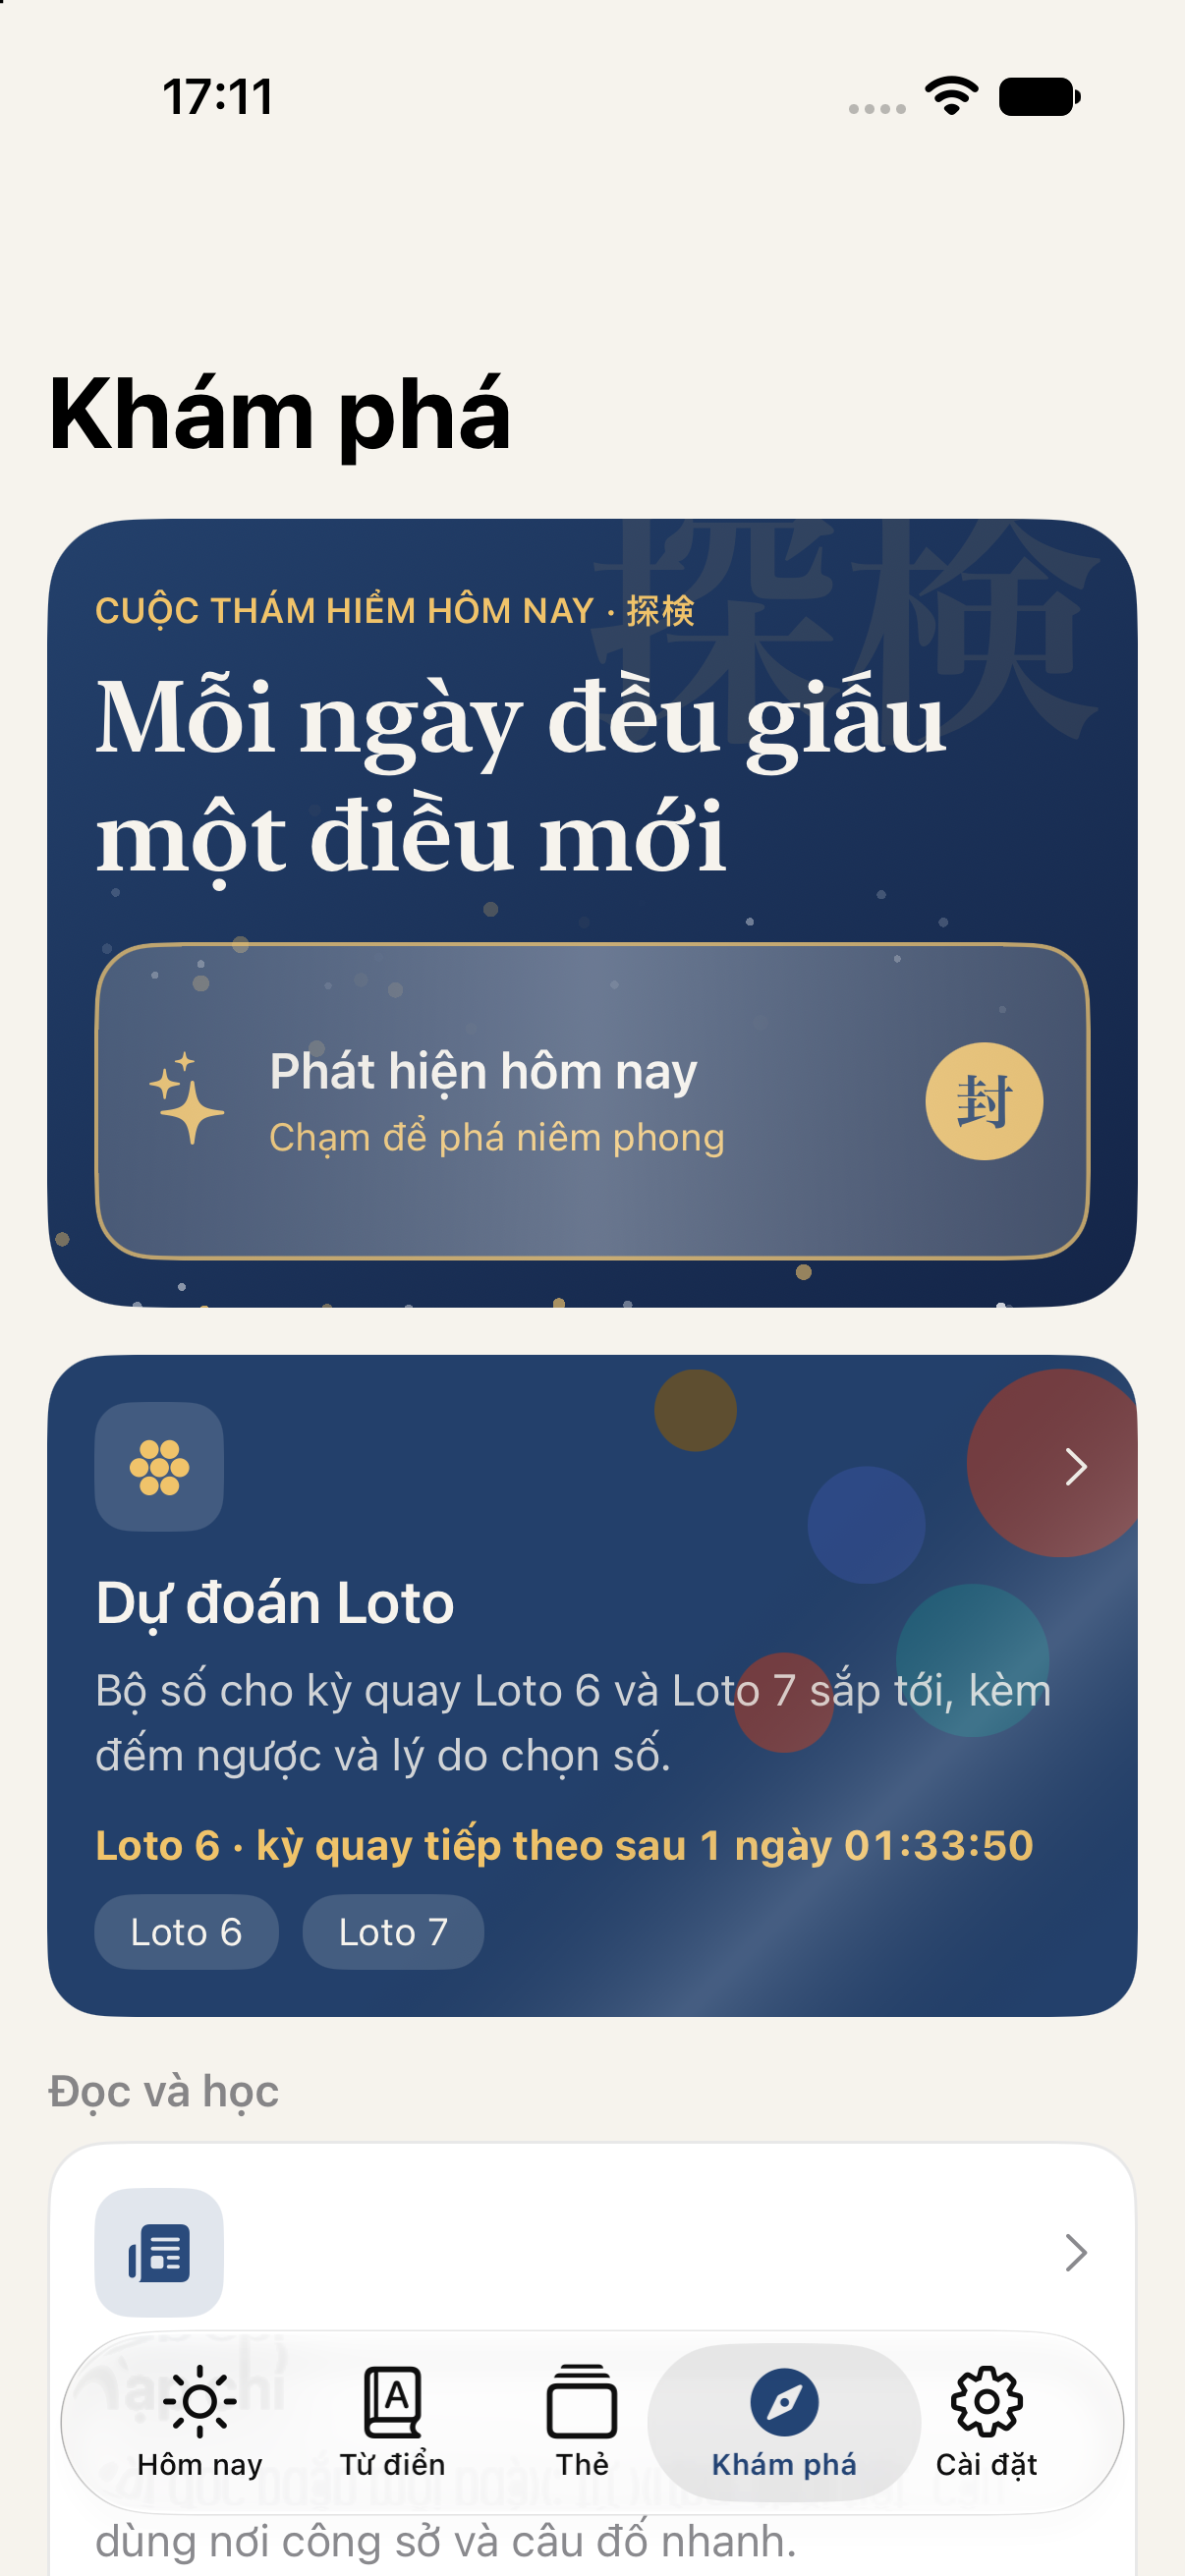 17:11
Khám phá
探検
CUỘC THÁM HIỂM HÔM NAY · 探検
Mỗi ngày đều giấu
một điều mới
Phát hiện hôm nay
Chạm để phá niêm phong
封
Dự đoán Loto
Bộ số cho kỳ quay Loto 6 và Loto 7 sắp tới, kèm
đếm ngược và lý do chọn số.
Loto 6 · kỳ quay tiếp theo sau 1 ngày 01:33:50
Loto 6
Loto 7
Đọc và học
Tạp chí
Hôm nay
Từ điển
Thẻ
Khám phá
Cài đặt
dùng nơi công sở và câu đố nhanh.